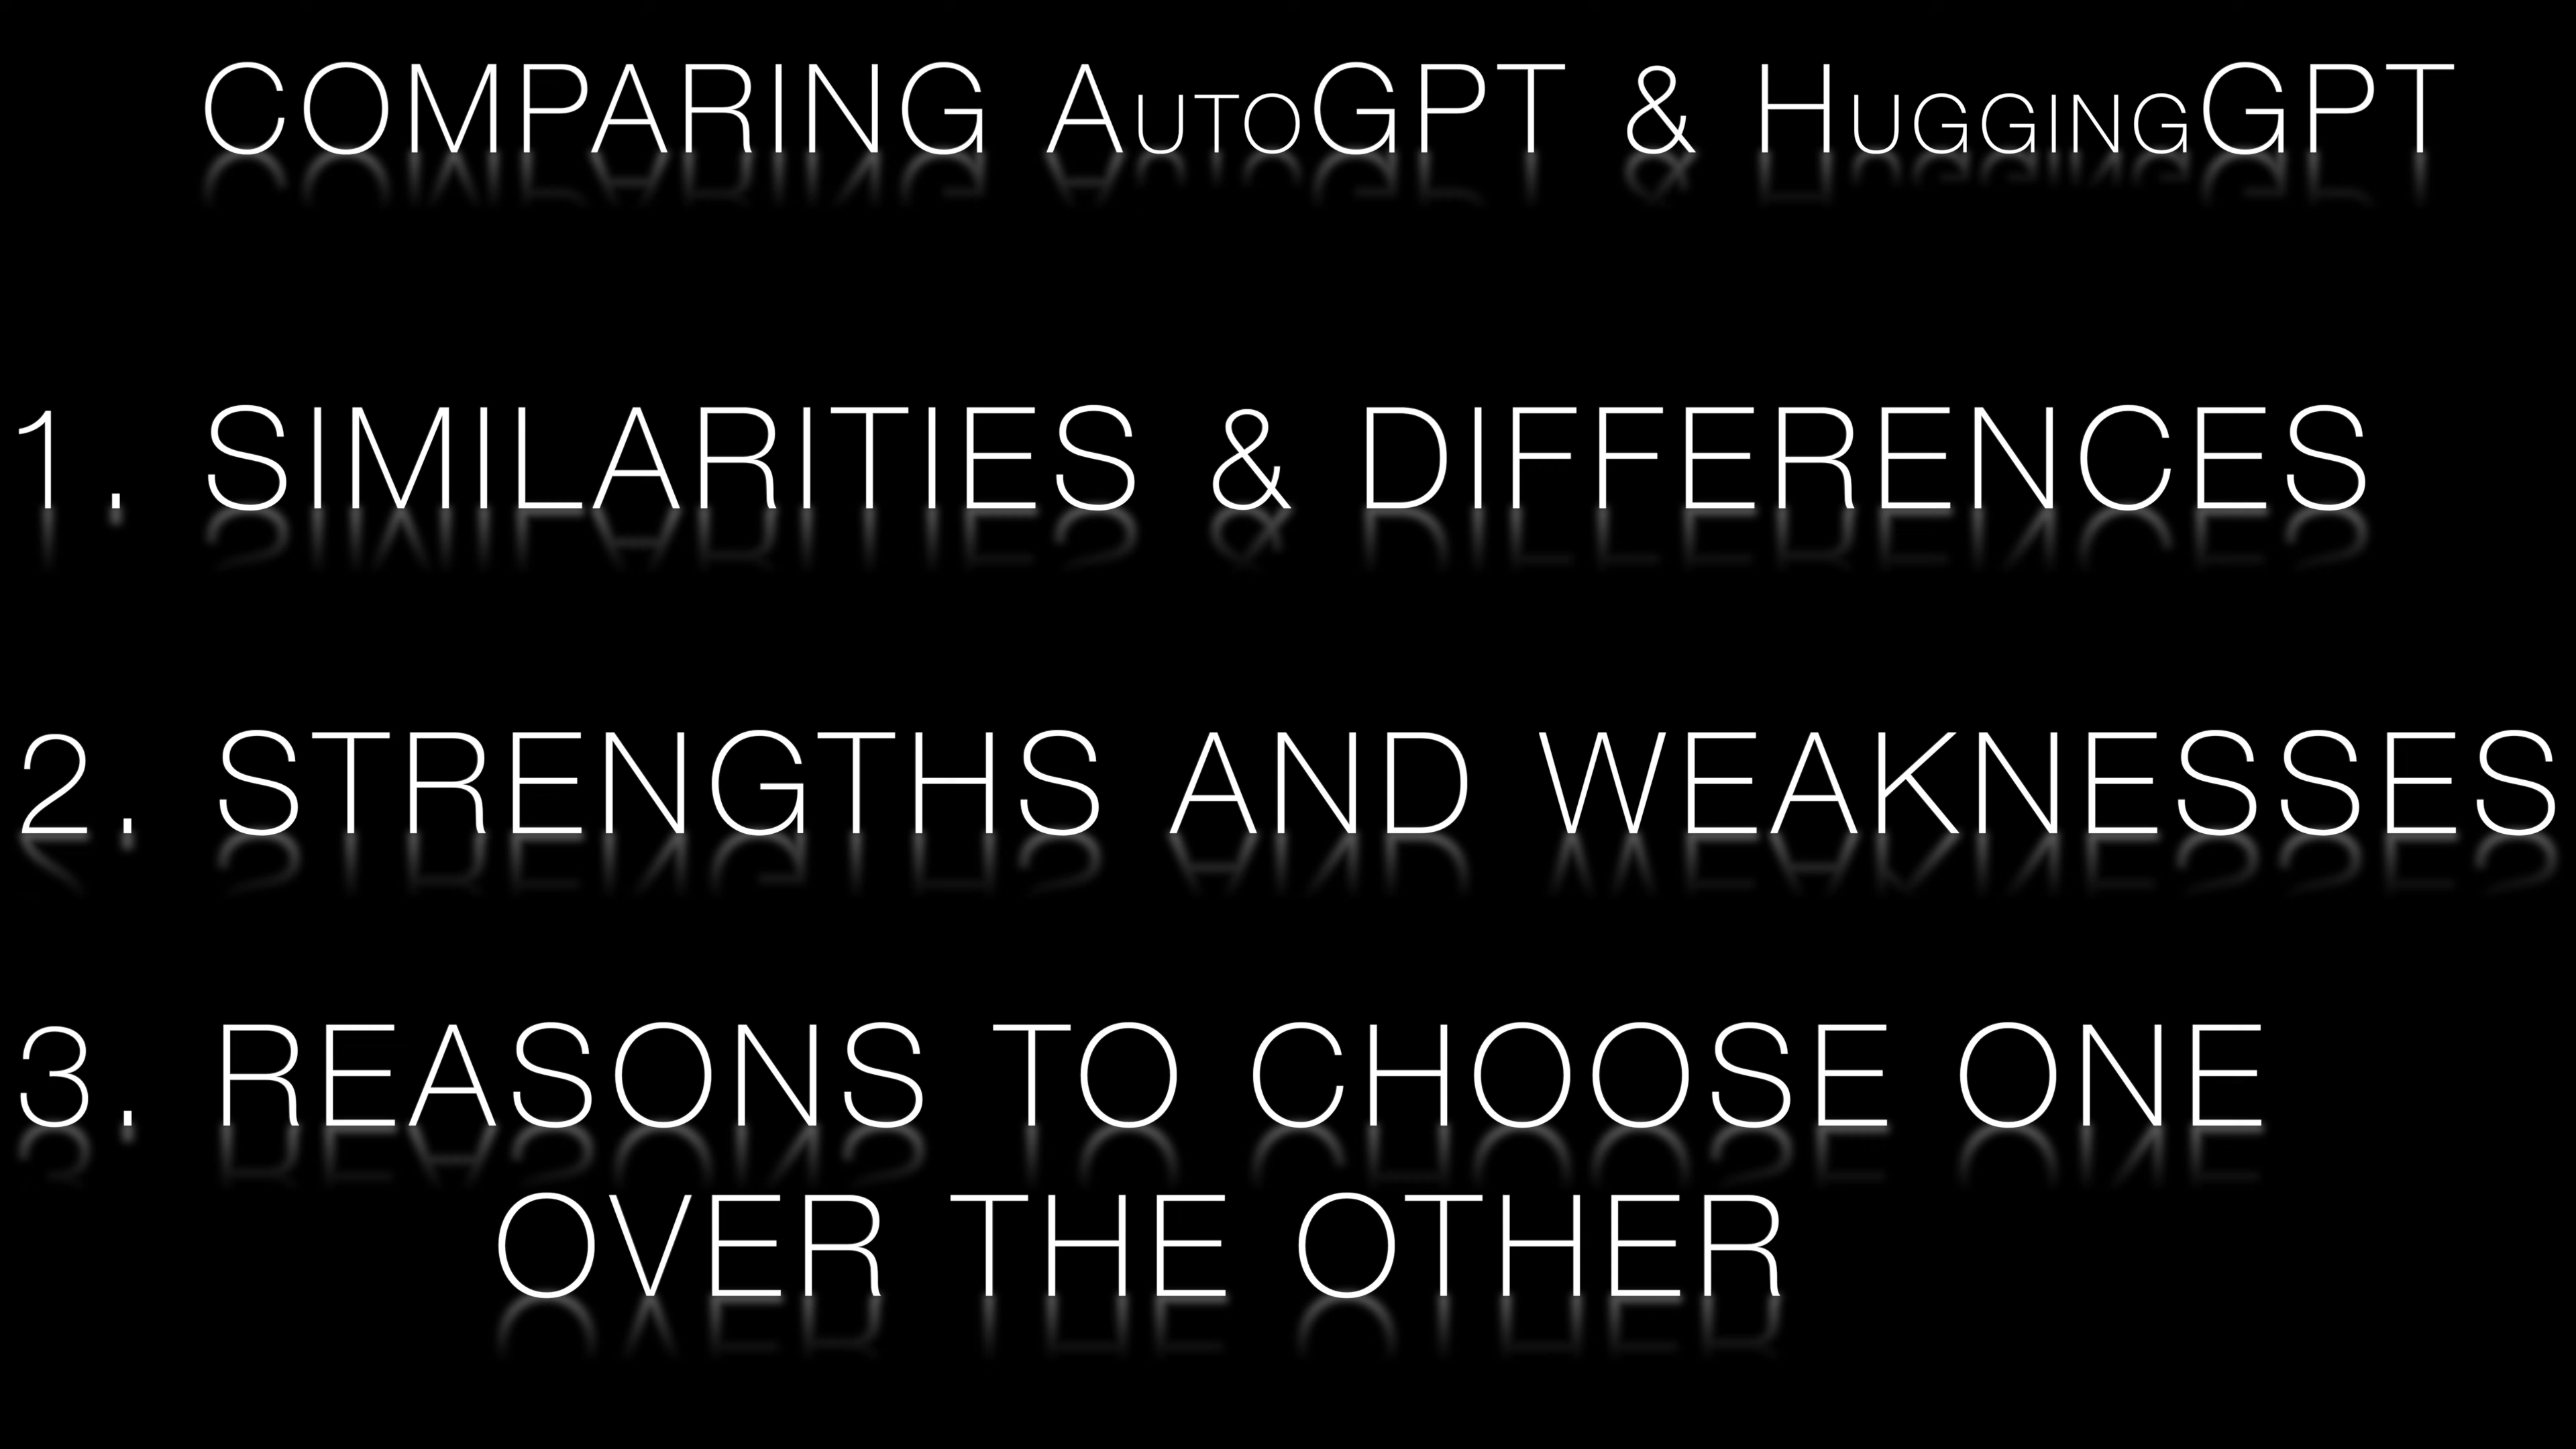 COMPARING AutoGPT & HuggingGPT
1. SIMILARITIES & DIFFERENCES
2. STRENGTHS AND WEAKNESSES
3. REASONS TO CHOOSE ONE
OVER THE OTHER